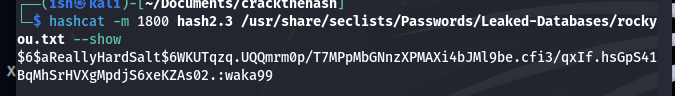 (ish㉿kali)-[~/Documents/crackthehash]
└─$ hashcat -m 1800 hash2.3 /usr/share/seclists/Passwords/Leaked-Databases/rocky
ou.txt --show
$6$aReallyHardSalt$6WKUTqzq.UQQmrm0p/T7MPpMbGNnzXPMAXi4bJMl9be.cfi3/qxIf.hsGpS41
BqMhSrHVXgMpdjS6xeKZAs02.:waka99